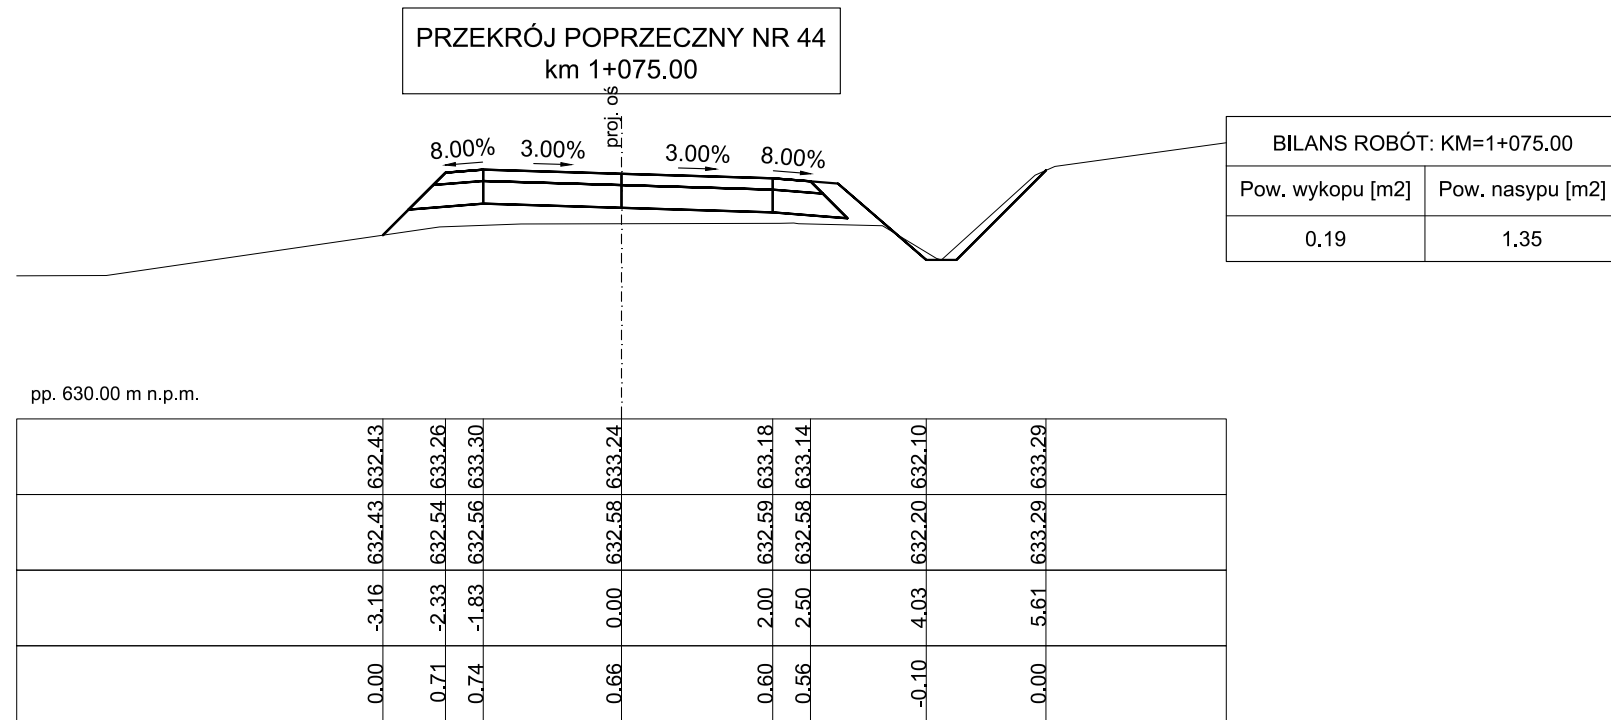 PRZEKRÓJ POPRZECZNY NR 44
km 1+075.00
proj. oś
8.00% 3.00% 3.00% 8.00%
BILANS ROBÓT: KM=1+075.00
Pow. wykopu [m2] Pow. nasypu [m2]
0.19 1.35
pp. 630.00 m n.p.m.
632.43 633.26 633.30 633.24 633.18 633.14 632.10 633.29
632.43 632.54 632.56 632.58 632.59 632.58 632.20 633.29
-3.16 -2.33 -1.83 0.00 2.00 2.50 4.03 5.61
0.00 0.71 0.74 0.66 0.60 0.56 -0.10 0.00